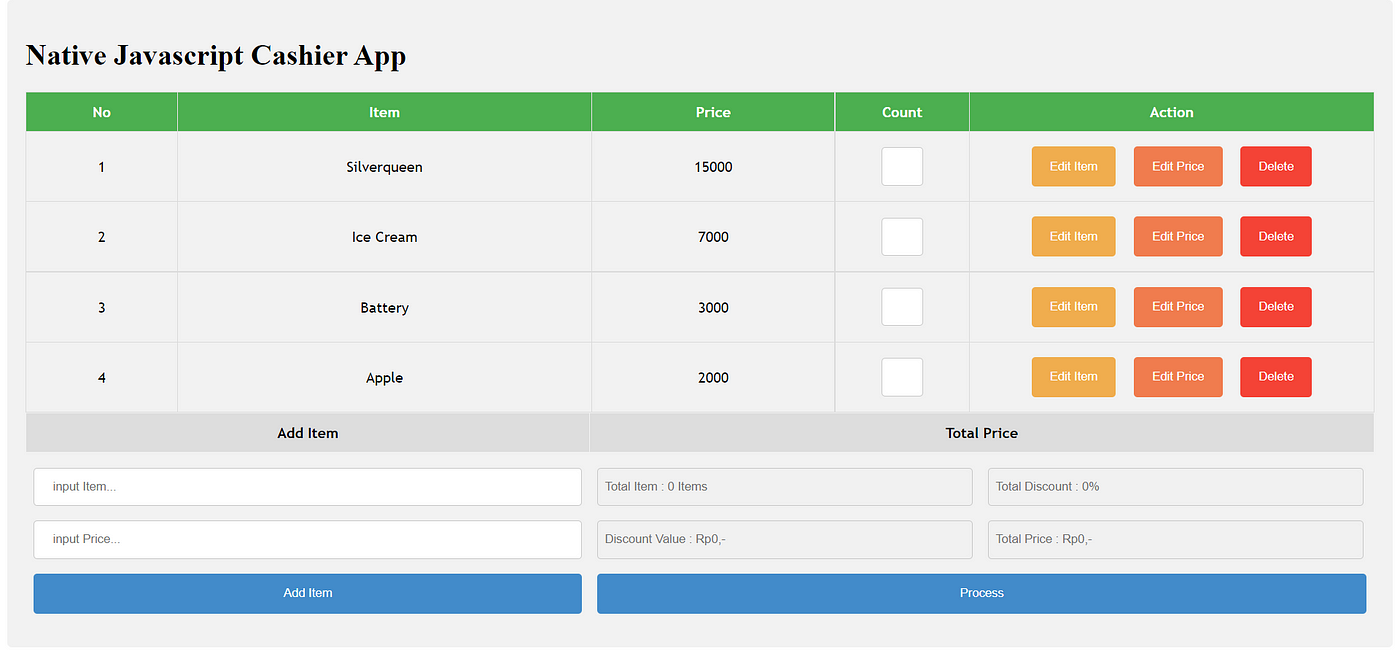 Native Javascript Cashier App
No Item Price Count Action
1 Silverqueen 15000 Edit Item Edit Price Delete
2 Ice Cream 7000 Edit Item Edit Price Delete
3 Battery 3000 Edit Item Edit Price Delete
4 Apple 2000 Edit Item Edit Price Delete
Add Item Total Price
input Item... Total Item : 0 Items Total Discount : 0%
input Price... Discount Value : Rp0,- Total Price : Rp0,-
Add Item Process